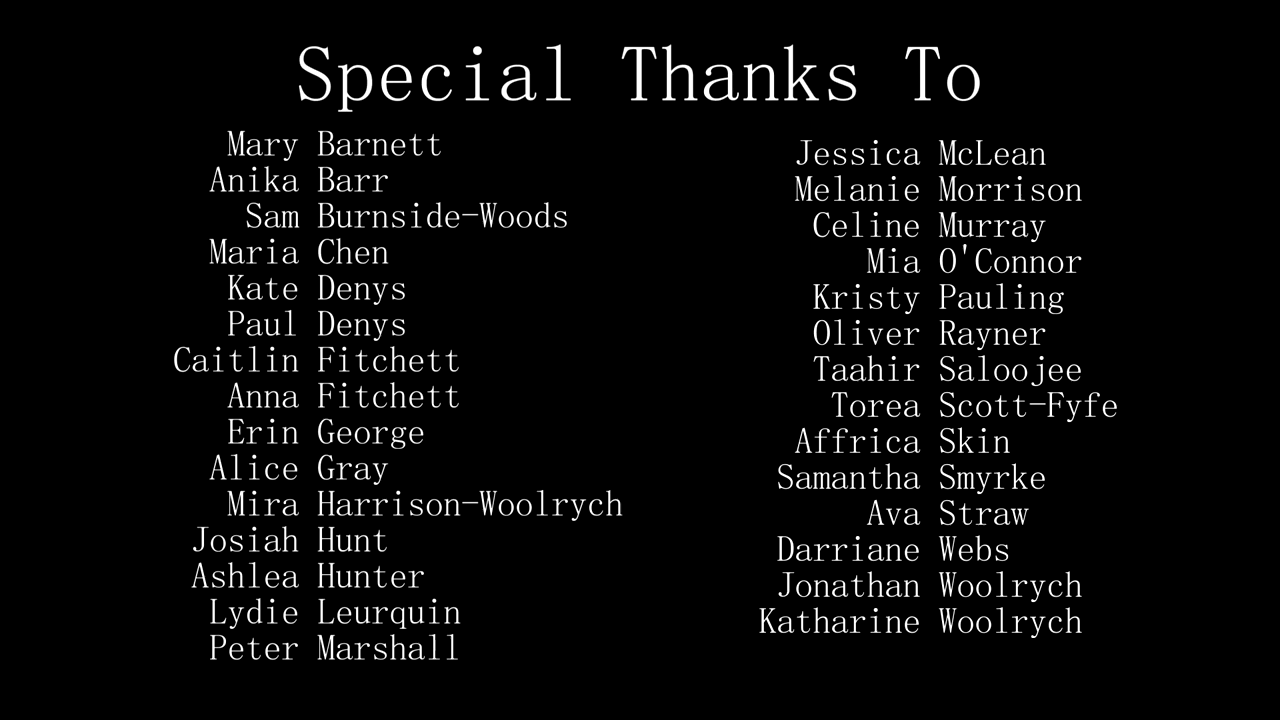 Special Thanks To
Mary Barnett
Anika Barr
Sam Burnside-Woods
Maria Chen
Kate Denys
Paul Denys
Caitlin Fitchett
Anna Fitchett
Erin George
Alice Gray
Mira Harrison-Woolrych
Josiah Hunt
Ashlea Hunter
Lydie Leurquin
Peter Marshall
Jessica McLean
Melanie Morrison
Celine Murray
Mia O'Connor
Kristy Pauling
Oliver Rayner
Taahir Saloojee
Torea Scott-Fyfe
Affrica Skin
Samantha Smyrke
Ava Straw
Darriane Webs
Jonathan Woolrych
Katharine Woolrych